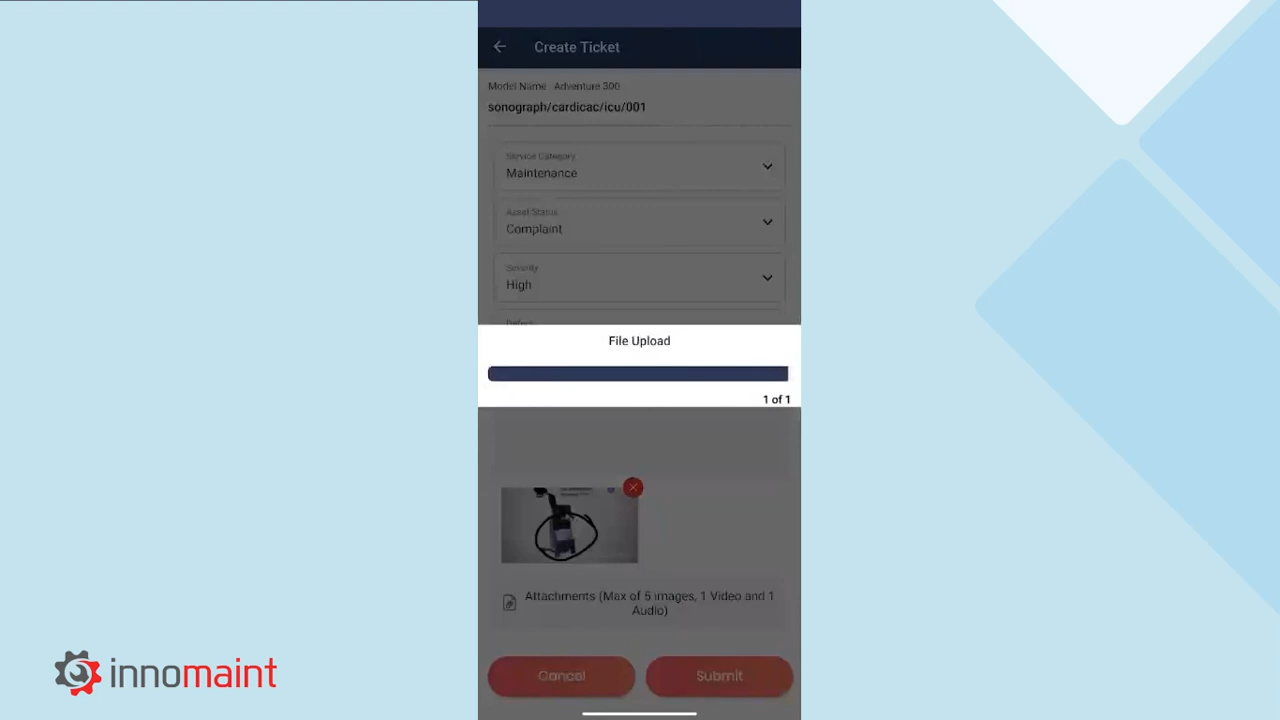 Create Ticket
Model Name Adventure 300
sonograph/cardicac/icu/001
Service Category
Maintenance
Asset Status
Complaint
Severity
High
Defect
File Upload
1 of 1
Attachments (Max of 5 images, 1 Video and 1
Audio)
Cancel
Submit
innomaint